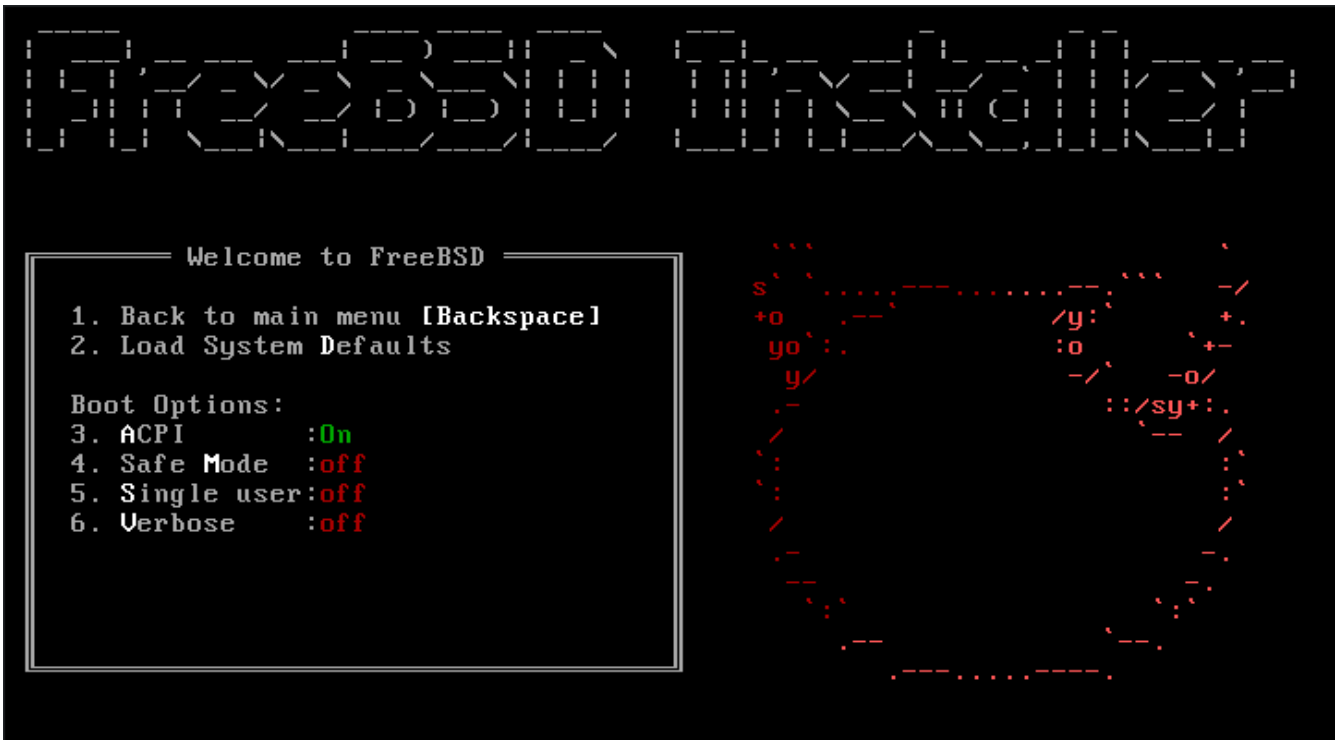 FreeBSD Installer
Welcome to FreeBSD
1. Back to main menu [Backspace]
2. Load System Defaults
Boot Options:
3. ACPI :On
4. Safe Mode :off
5. Single user:off
6. Verbose :off